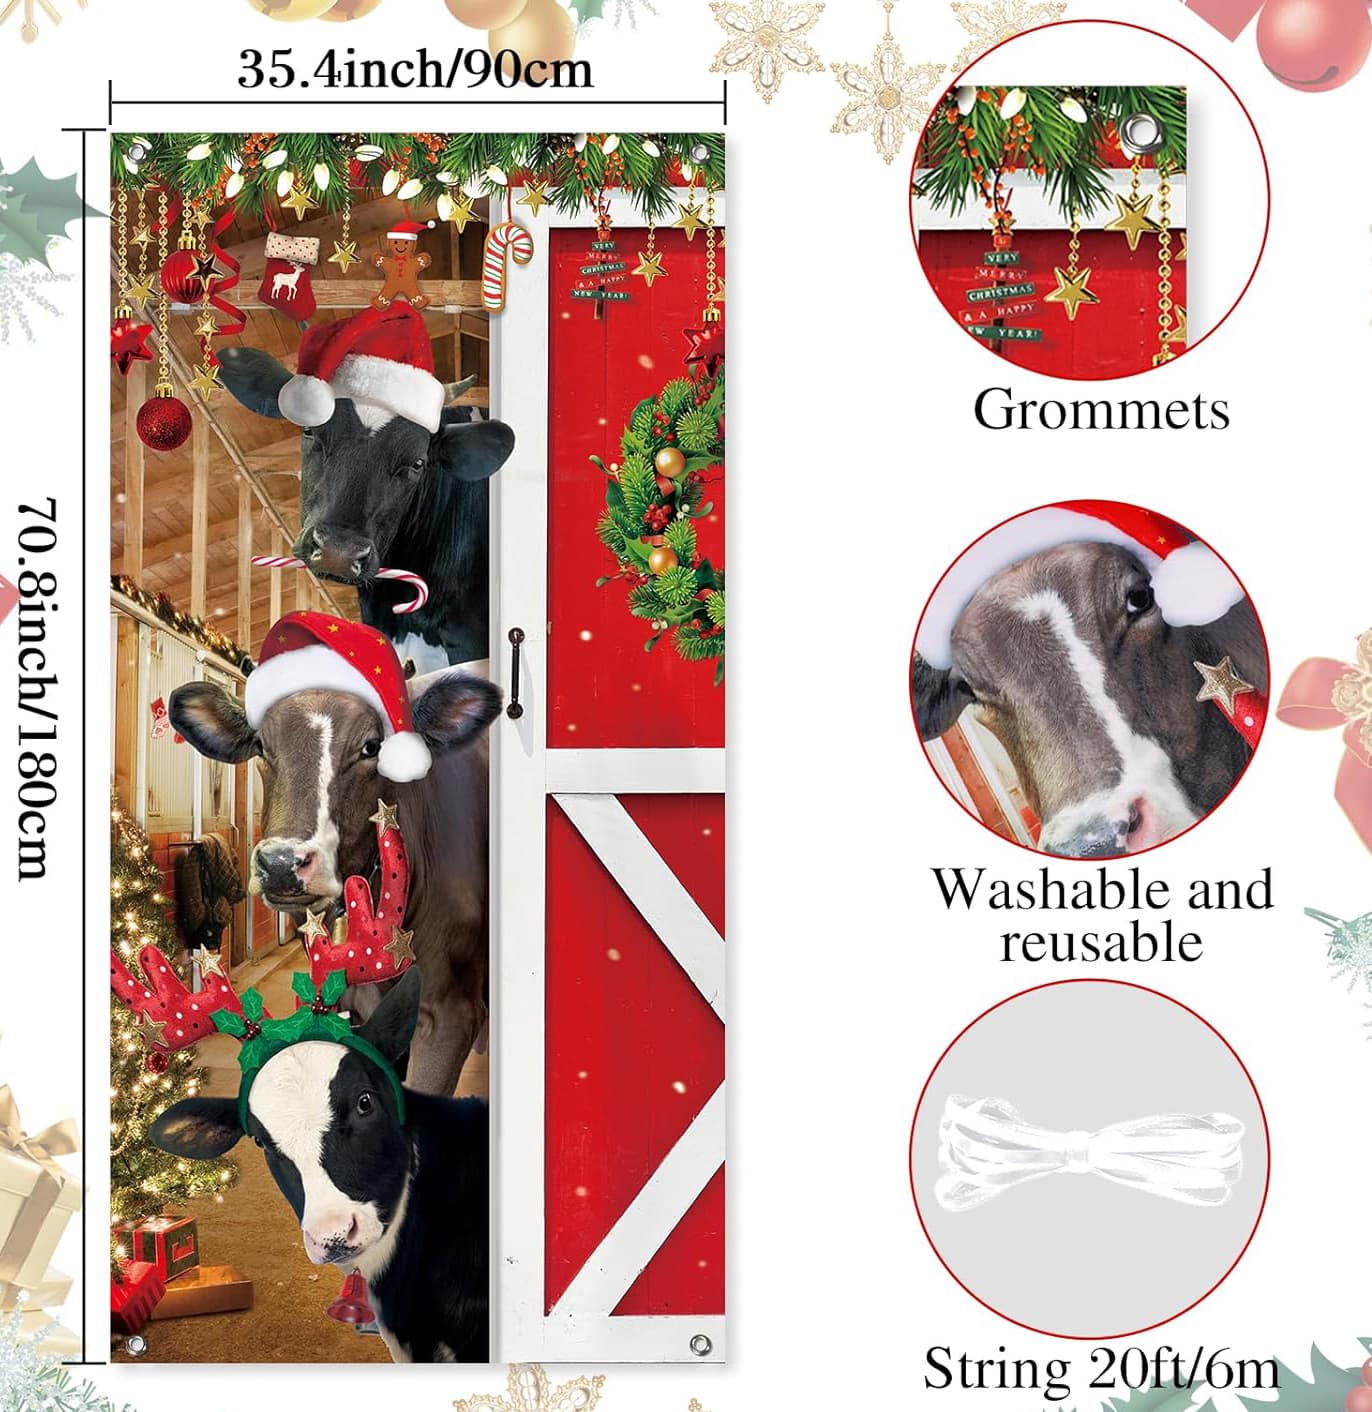 35.4inch/90cm
70.8inch/180cm
VERY
MERRY
CHRISTMAS
& A HAPPY
NEW YEAR!
VERY
MERRY
CHRISTMAS
& A HAPPY
W YEAR!
Grommets
Washable and
reusable
String 20ft/6m